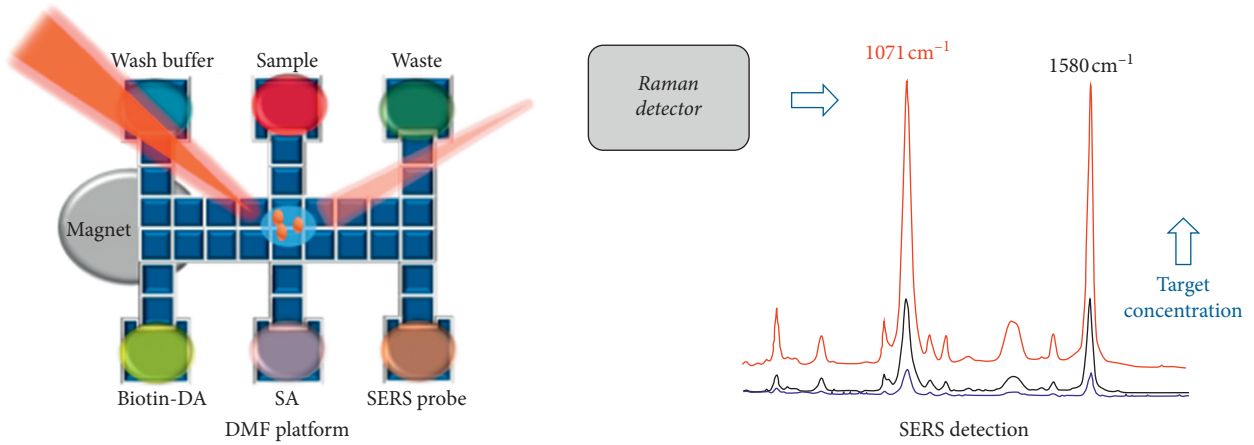 Wash buffer
Sample
Waste
Magnet
Biotin-DA
SA
SERS probe
DMF platform
Raman
detector
1071 cm⁻¹
1580 cm⁻¹
Target
concentration
SERS detection